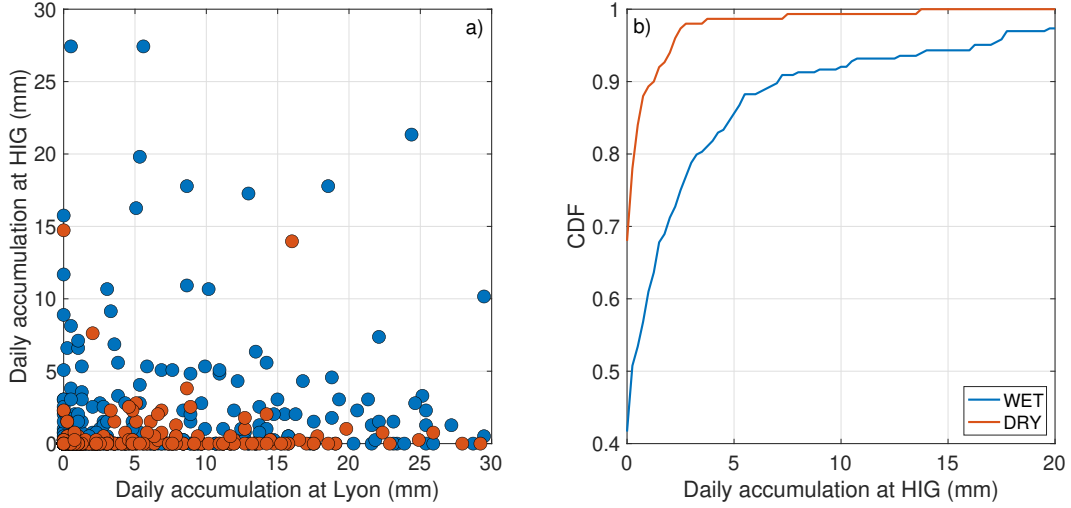 a)
30
25
20
15
10
5
0
Daily accumulation at HIG (mm)
0 5 10 15 20 25 30
Daily accumulation at Lyon (mm)
b)
1
0.9
0.8
0.7
0.6
0.5
0.4
CDF
WET
DRY
0 5 10 15 20
Daily accumulation at HIG (mm)